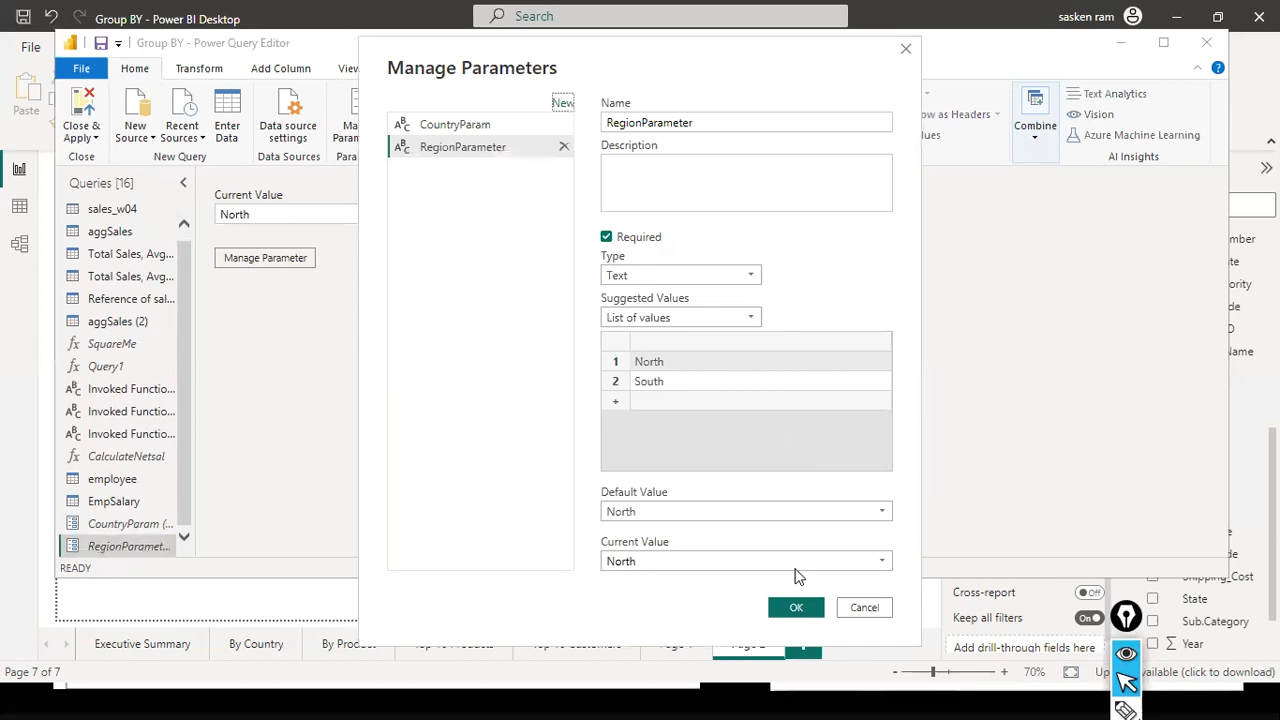 Group BY - Power BI Desktop
Search
sasken ram
File
Paste
Group BY - Power Query Editor
File
Home
Transform
Add Column
Close & Apply
New Source
Recent Sources
Enter Data
Data source settings
Close
New Query
Combine
Text Analytics
Vision
Azure Machine Learning
AI Insights
Queries [16]
sales_w04
aggSales
Total Sales, Avg...
Total Sales, Avg...
Reference of sal...
aggSales (2)
SquareMe
Query1
Invoked Functio...
Invoked Functio...
Invoked Functio...
CalculateNetsal
employee
EmpSalary
CountryParam (...
RegionParamet...
READY
Current Value
North
Manage Parameter
Manage Parameters
New
CountryParam
RegionParameter
Name
RegionParameter
Description
Required
Type
Text
Suggested Values
List of values
1 North
2 South
+
Default Value
North
Current Value
North
OK
Cancel
Cross-report
Off
Keep all filters
On
Add drill-through fields here
Shipping_Cost
State
Sub.Category
Year
Executive Summary
By Country
Page 7 of 7
70%
available (click to download)